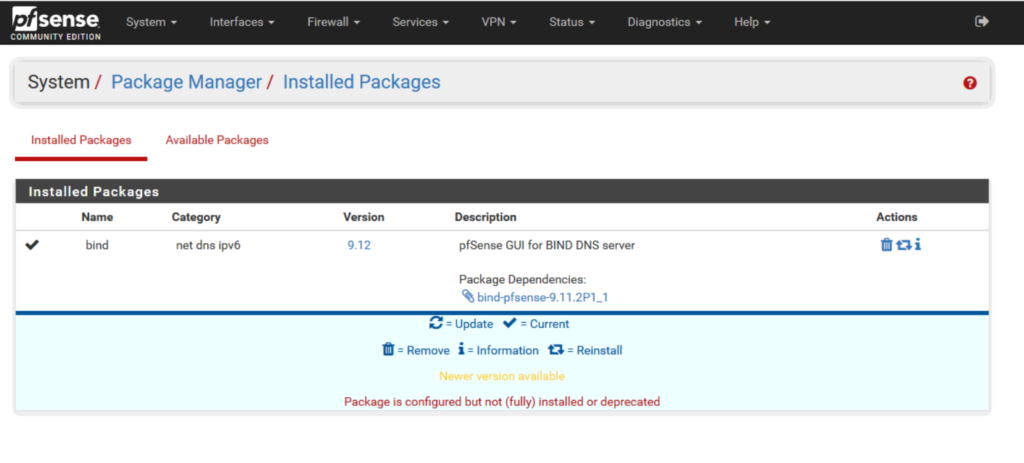 pfsense System Interfaces Firewall Services VPN Status Diagnostics Help
COMMUNITY EDITION
System / Package Manager / Installed Packages
Installed Packages Available Packages
Installed Packages
Name Category Version Description Actions
bind net dns ipv6 9.12 pfSense GUI for BIND DNS server
Package Dependencies:
bind-pfsense-9.11.2P1_1
= Update = Current
= Remove = Information = Reinstall
Newer version available
Package is configured but not (fully) installed or deprecated